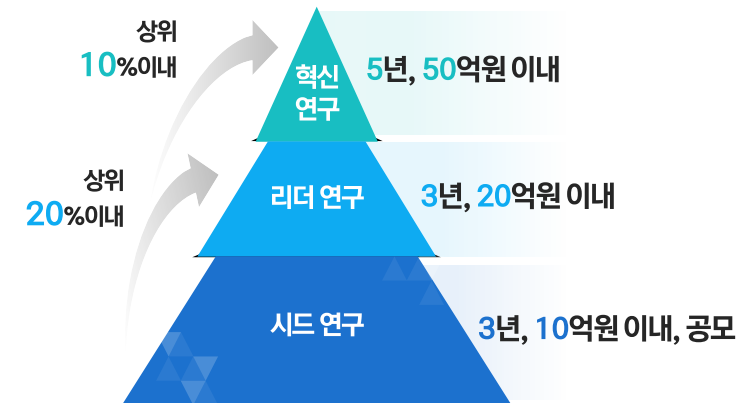 상위
10%이내
혁신
연구
5년, 50억원 이내
상위
20%이내
리더 연구
3년, 20억원 이내
시드 연구
3년, 10억원 이내, 공모